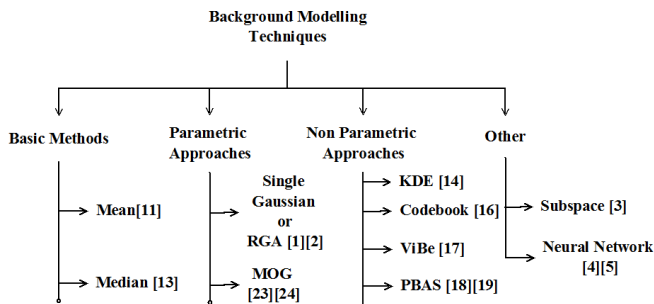 Background Modelling
Techniques
Basic Methods
Parametric
Approaches
Non Parametric
Approaches
Other
Mean[11]
Median [13]
Single
Gaussian
or
RGA [1][2]
MOG
[23][24]
KDE [14]
Codebook [16]
ViBe [17]
PBAS [18][19]
Subspace [3]
Neural Network
[4][5]